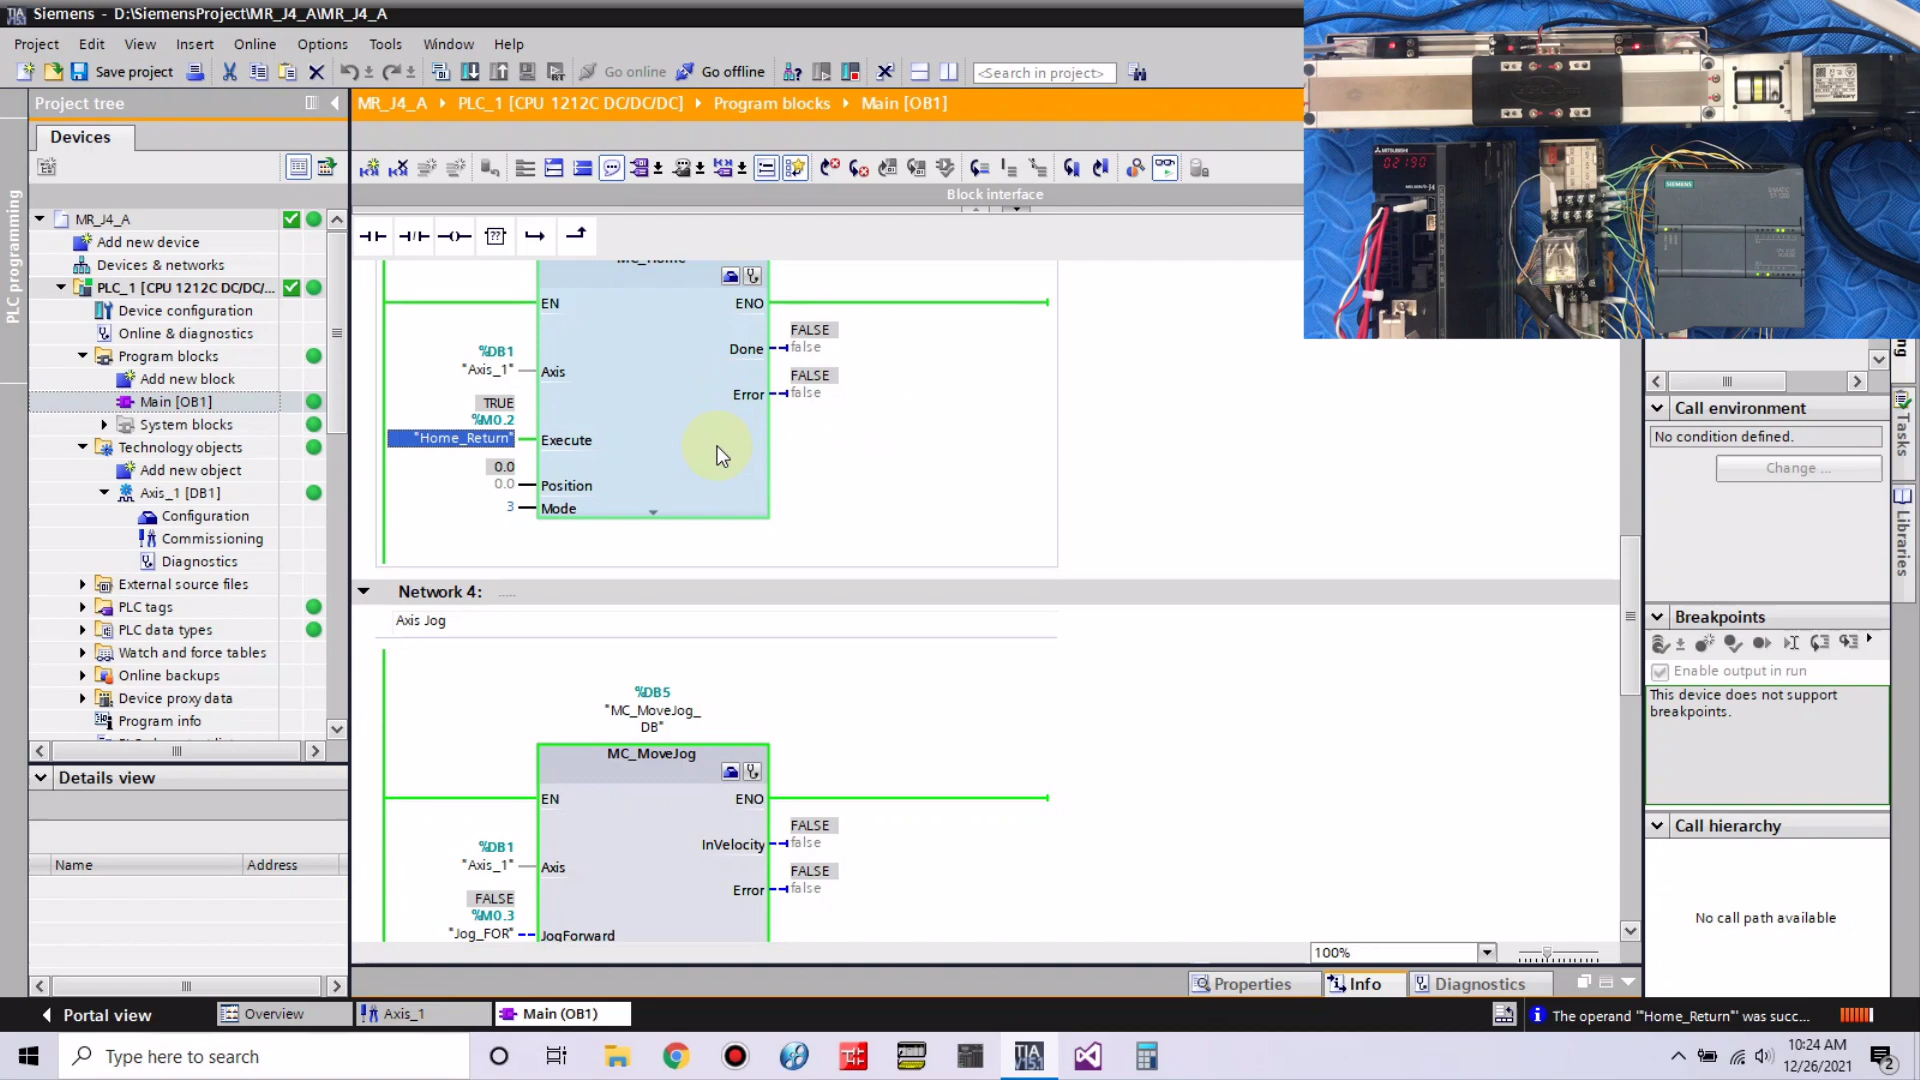 Siemens - D:\SiemensProject\MR_J4_A\MR_J4_A
Project Edit View Insert Online Options Tools Window Help
Save project
Go online
Go offline
<Search in project>
Project tree
MR_J4_A PLC_1 [CPU 1212C DC/DC/DC] Program blocks Main [OB1]
Devices
PLC programming
Block interface
MR_J4_A
Add new device
Devices & networks
PLC_1 [CPU 1212C DC/DC/...
Device configuration
Online & diagnostics
Program blocks
Add new block
Main [OB1]
System blocks
Technology objects
Add new object
Axis_1 [DB1]
Configuration
Commissioning
Diagnostics
External source files
PLC tags
PLC data types
Watch and force tables
Online backups
Device proxy data
Program info
Details view
Name Address
MC_Home
EN ENO
FALSE
%DB1
Done false
"Axis_1" Axis
FALSE
Error false
TRUE
%M0.2
"Home_Return" Execute
0.0
0.0 Position
3 Mode
Network 4: .....
Axis Jog
%DB5
"MC_MoveJog_
DB"
MC_MoveJog
EN ENO
FALSE
InVelocity false
%DB1
"Axis_1" Axis
FALSE
Error false
FALSE
%M0.3
"Jog_FOR" JogForward
100%
Properties Info Diagnostics
MITSUBISHI
02190
SIEMENS
Call environment
No condition defined.
Change ...
Breakpoints
Enable output in run
This device does not support
breakpoints.
Call hierarchy
No call path available
Tasks
Libraries
Portal view
Overview
Axis_1
Main (OB1)
The operand '"Home_Return"' was succ...
Type here to search
TIA
V15.1
10:24 AM
12/26/2021
2